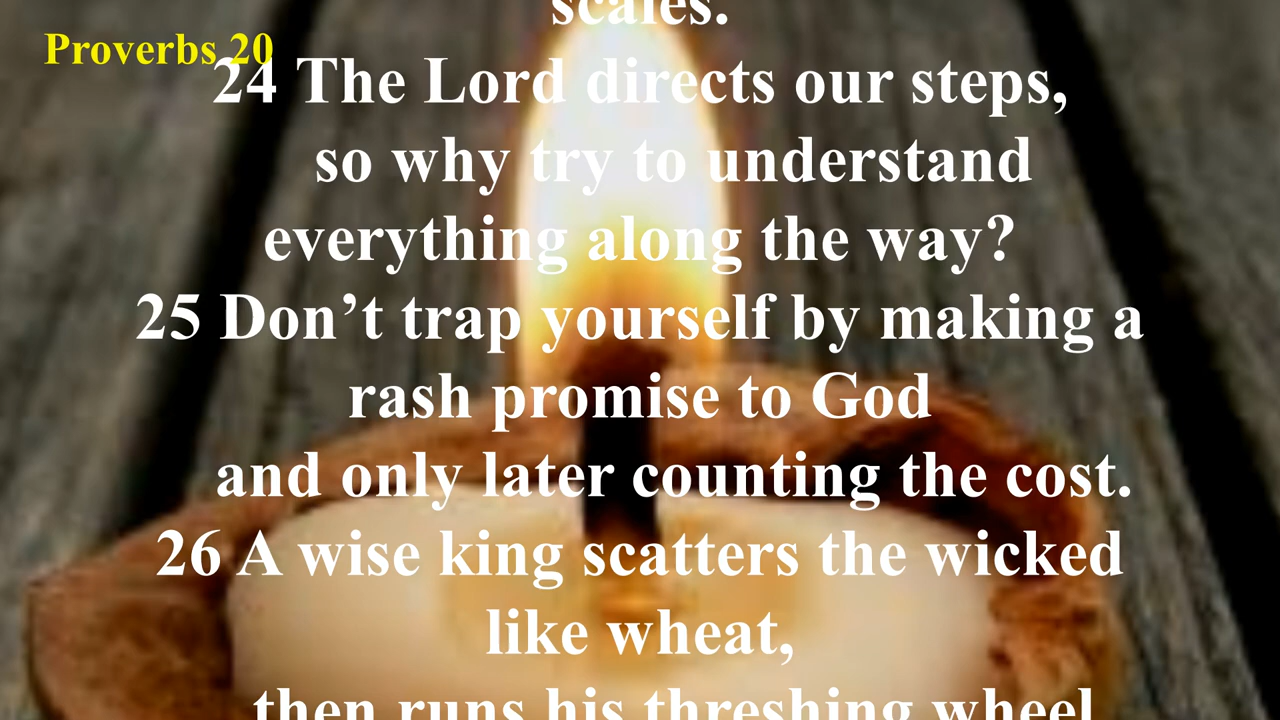 scales.
Proverbs 20
24 The Lord directs our steps,
so why try to understand
everything along the way?
25 Don’t trap yourself by making a
rash promise to God
and only later counting the cost.
26 A wise king scatters the wicked
like wheat,
then runs his threshing wheel